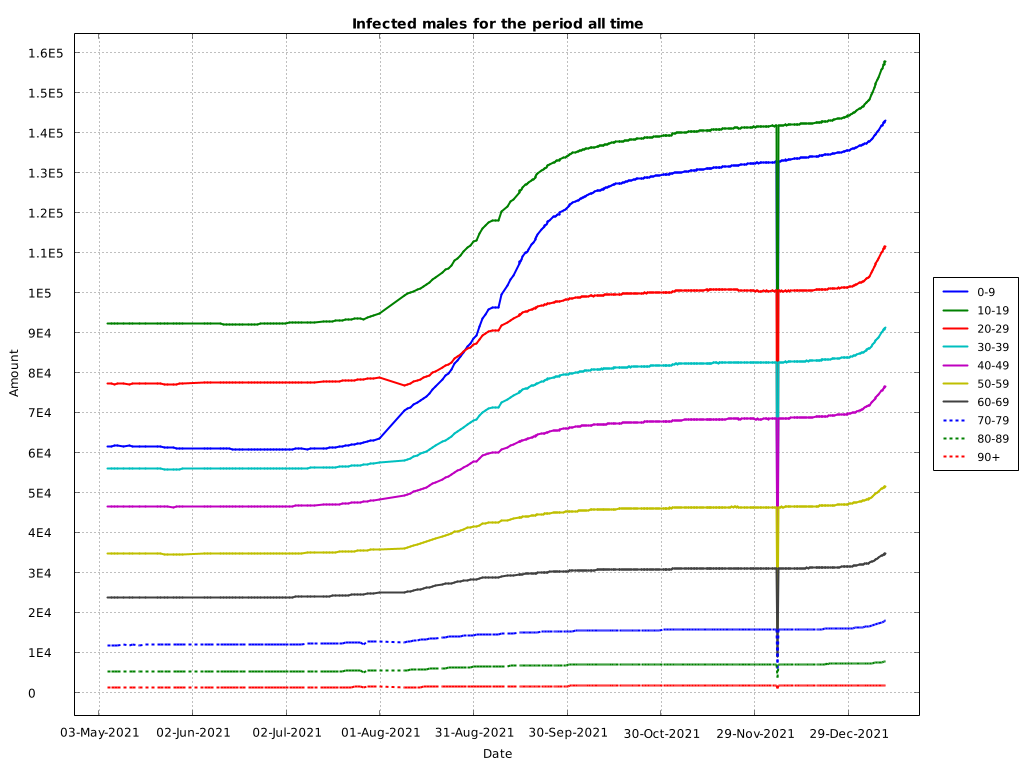 Infected males for the period all time
1.6E5
1.5E5
1.4E5
1.3E5
1.2E5
1.1E5
1E5
9E4
8E4
7E4
6E4
5E4
4E4
3E4
2E4
1E4
0
Amount
03-May-2021 02-Jun-2021 02-Jul-2021 01-Aug-2021 31-Aug-2021 30-Sep-2021 30-Oct-2021 29-Nov-2021 29-Dec-2021
Date
0-9
10-19
20-29
30-39
40-49
50-59
60-69
70-79
80-89
90+